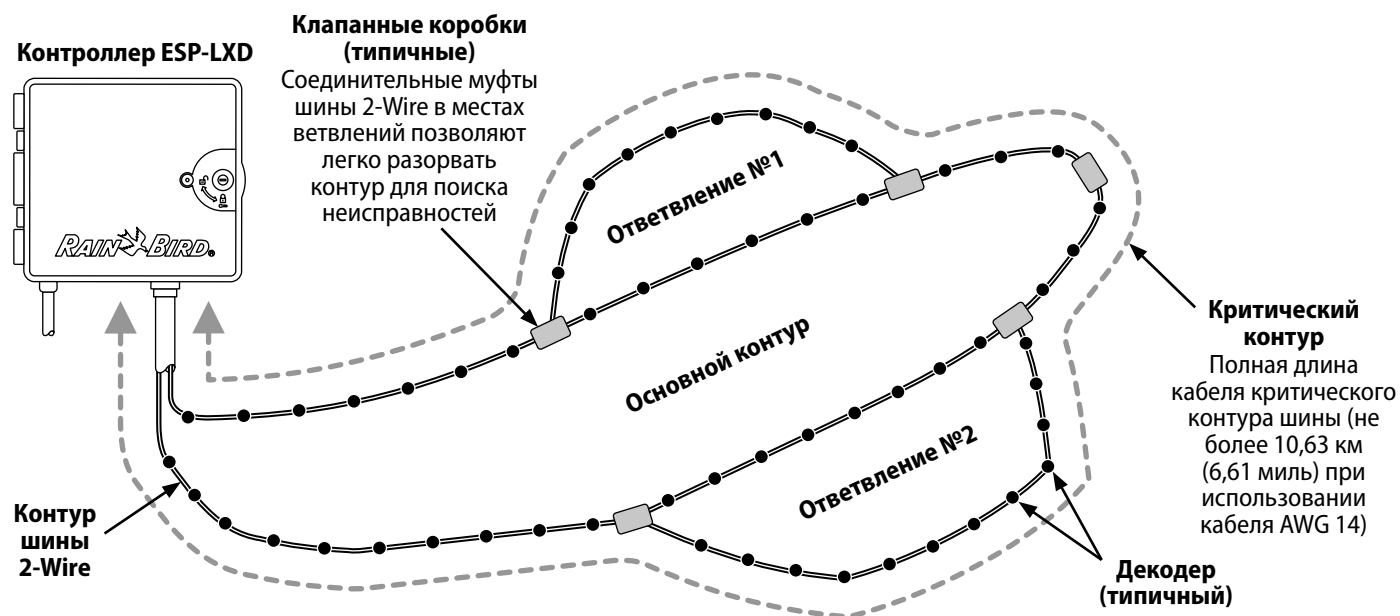 Клапанные коробки
(типичные)
Соединительные муфты
шины 2-Wire в местах
ветвлений позволяют
легко разорвать
контур для поиска
неисправностей
Контроллер ESP-LXD
RAIN BIRD®
Ответвление №1
Основной контур
Ответвление №2
Критический
контур
Полная длина
кабеля критического
контура шины (не
более 10,63 км
(6,61 миль) при
использовании
кабеля AWG 14)
Контур
шины
2-Wire
Декодер
(типичный)